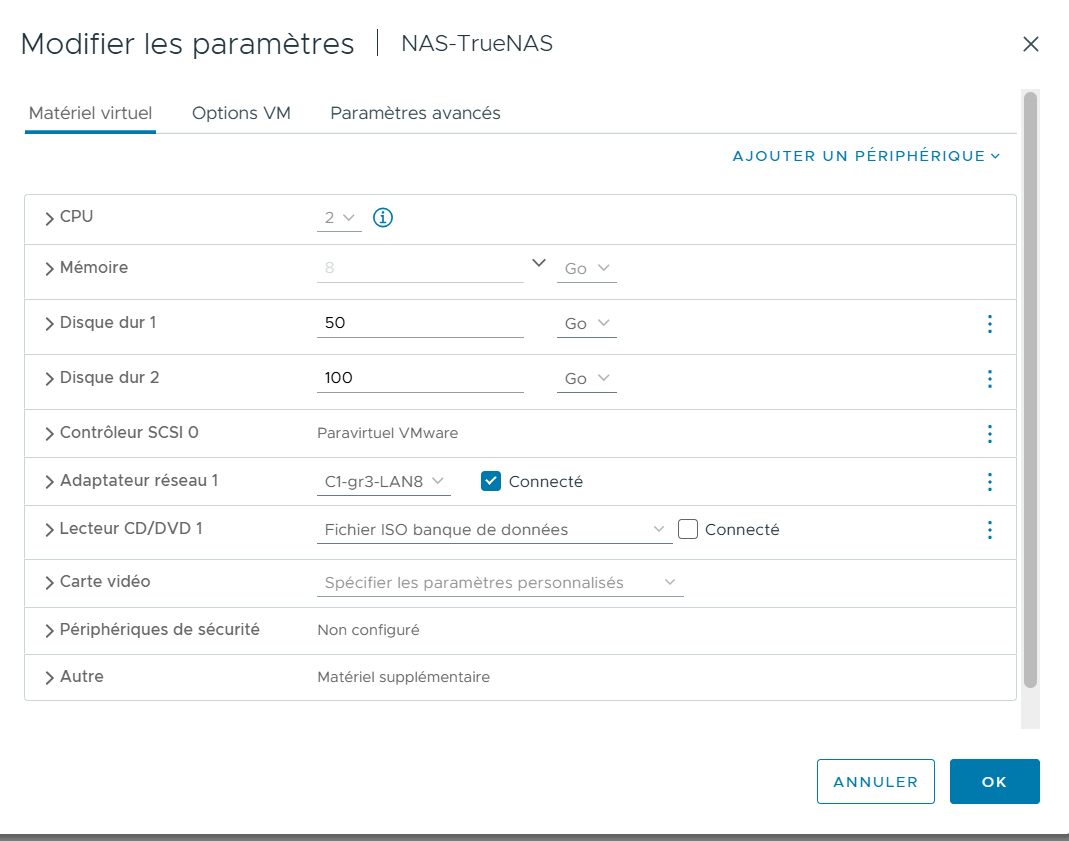 Modifier les paramètres | NAS-TrueNAS
Matériel virtuel Options VM Paramètres avancés
AJOUTER UN PÉRIPHÉRIQUE
CPU 2
Mémoire 8 Go
Disque dur 1 50 Go
Disque dur 2 100 Go
Contrôleur SCSI 0 Paravirtuel VMware
Adaptateur réseau 1 C1-gr3-LAN8 Connecté
Lecteur CD/DVD 1 Fichier ISO banque de données Connecté
Carte vidéo Spécifier les paramètres personnalisés
Périphériques de sécurité Non configuré
Autre Matériel supplémentaire
ANNULER OK